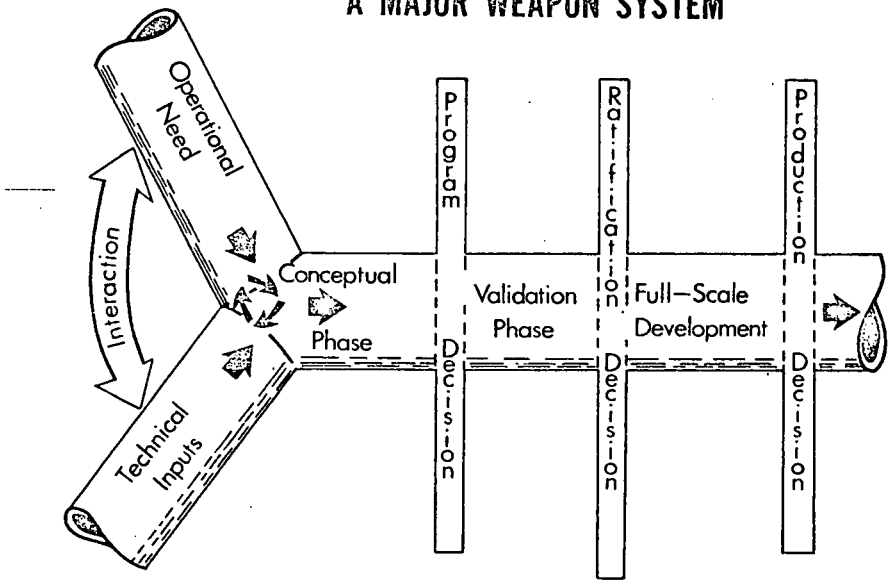 A MAJOR WEAPON SYSTEM
Operational
Need
Interaction
Technical
Inputs
Conceptual
Phase
Program
Decision
Validation
Phase
Ratification
Decision
Full-Scale
Development
Production
Decision